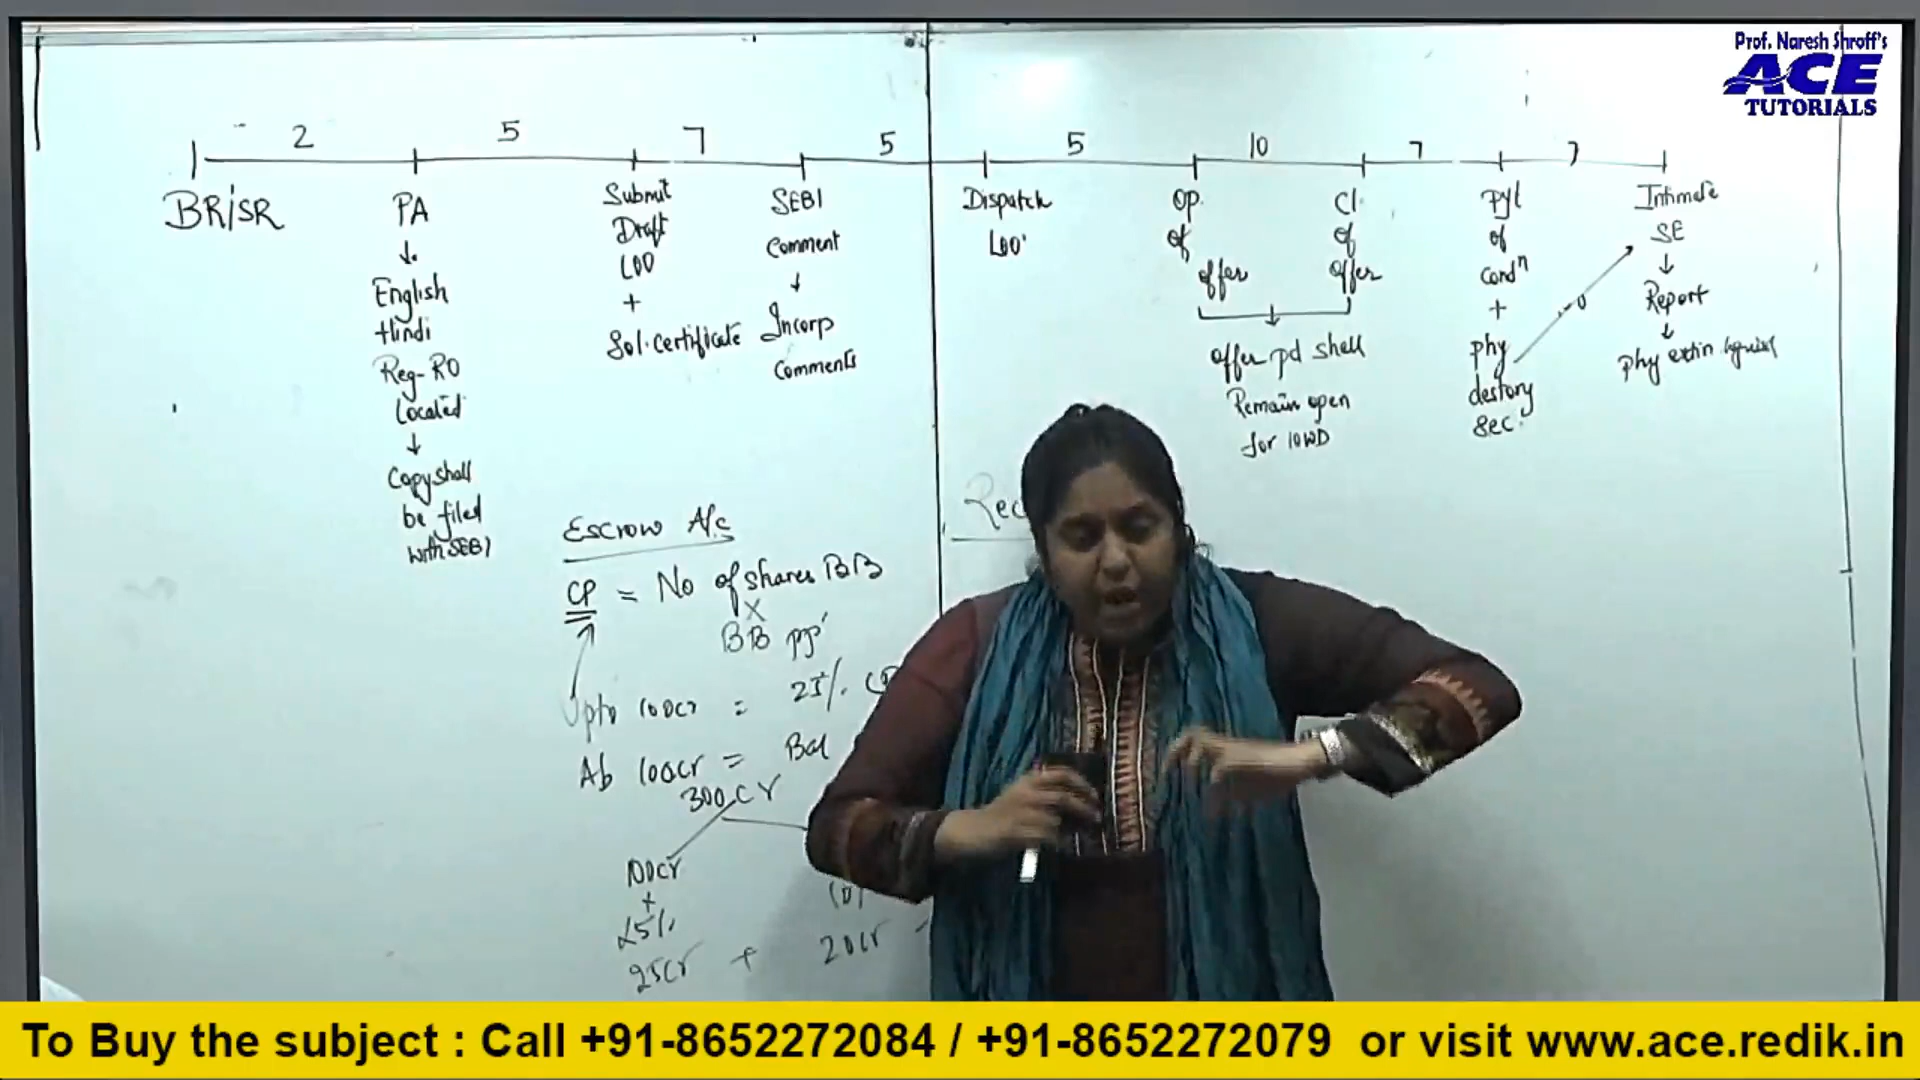 Prof. Naresh Shroff's
ACE
TUTORIALS
2 5 7 5 5 10 7 7
BR/SR
PA
English
Hindi
Reg-RO
Located
Copy shall
be filed
with SEBI
Submit
Draft
LOO
+
Sol. certificate
SEBI
Comment
Incorp
Comments
Dispatch
LOO
Op.
of
offer
Cl.
of
offer
offer pd shall
Remain open
for 10WD
Pyt
of
Consn
+
phy
destory
Sec.
Intimate
SE
Report
Phy
Escrow A/c
CP = No of shares BB
X
BB pp
Upto 100cr = 25%
Ab 100cr = Bal
300cr
100cr
+
25%
25cr + 20cr
Rec
To Buy the subject : Call +91-8652272084 / +91-8652272079 or visit www.ace.redik.in